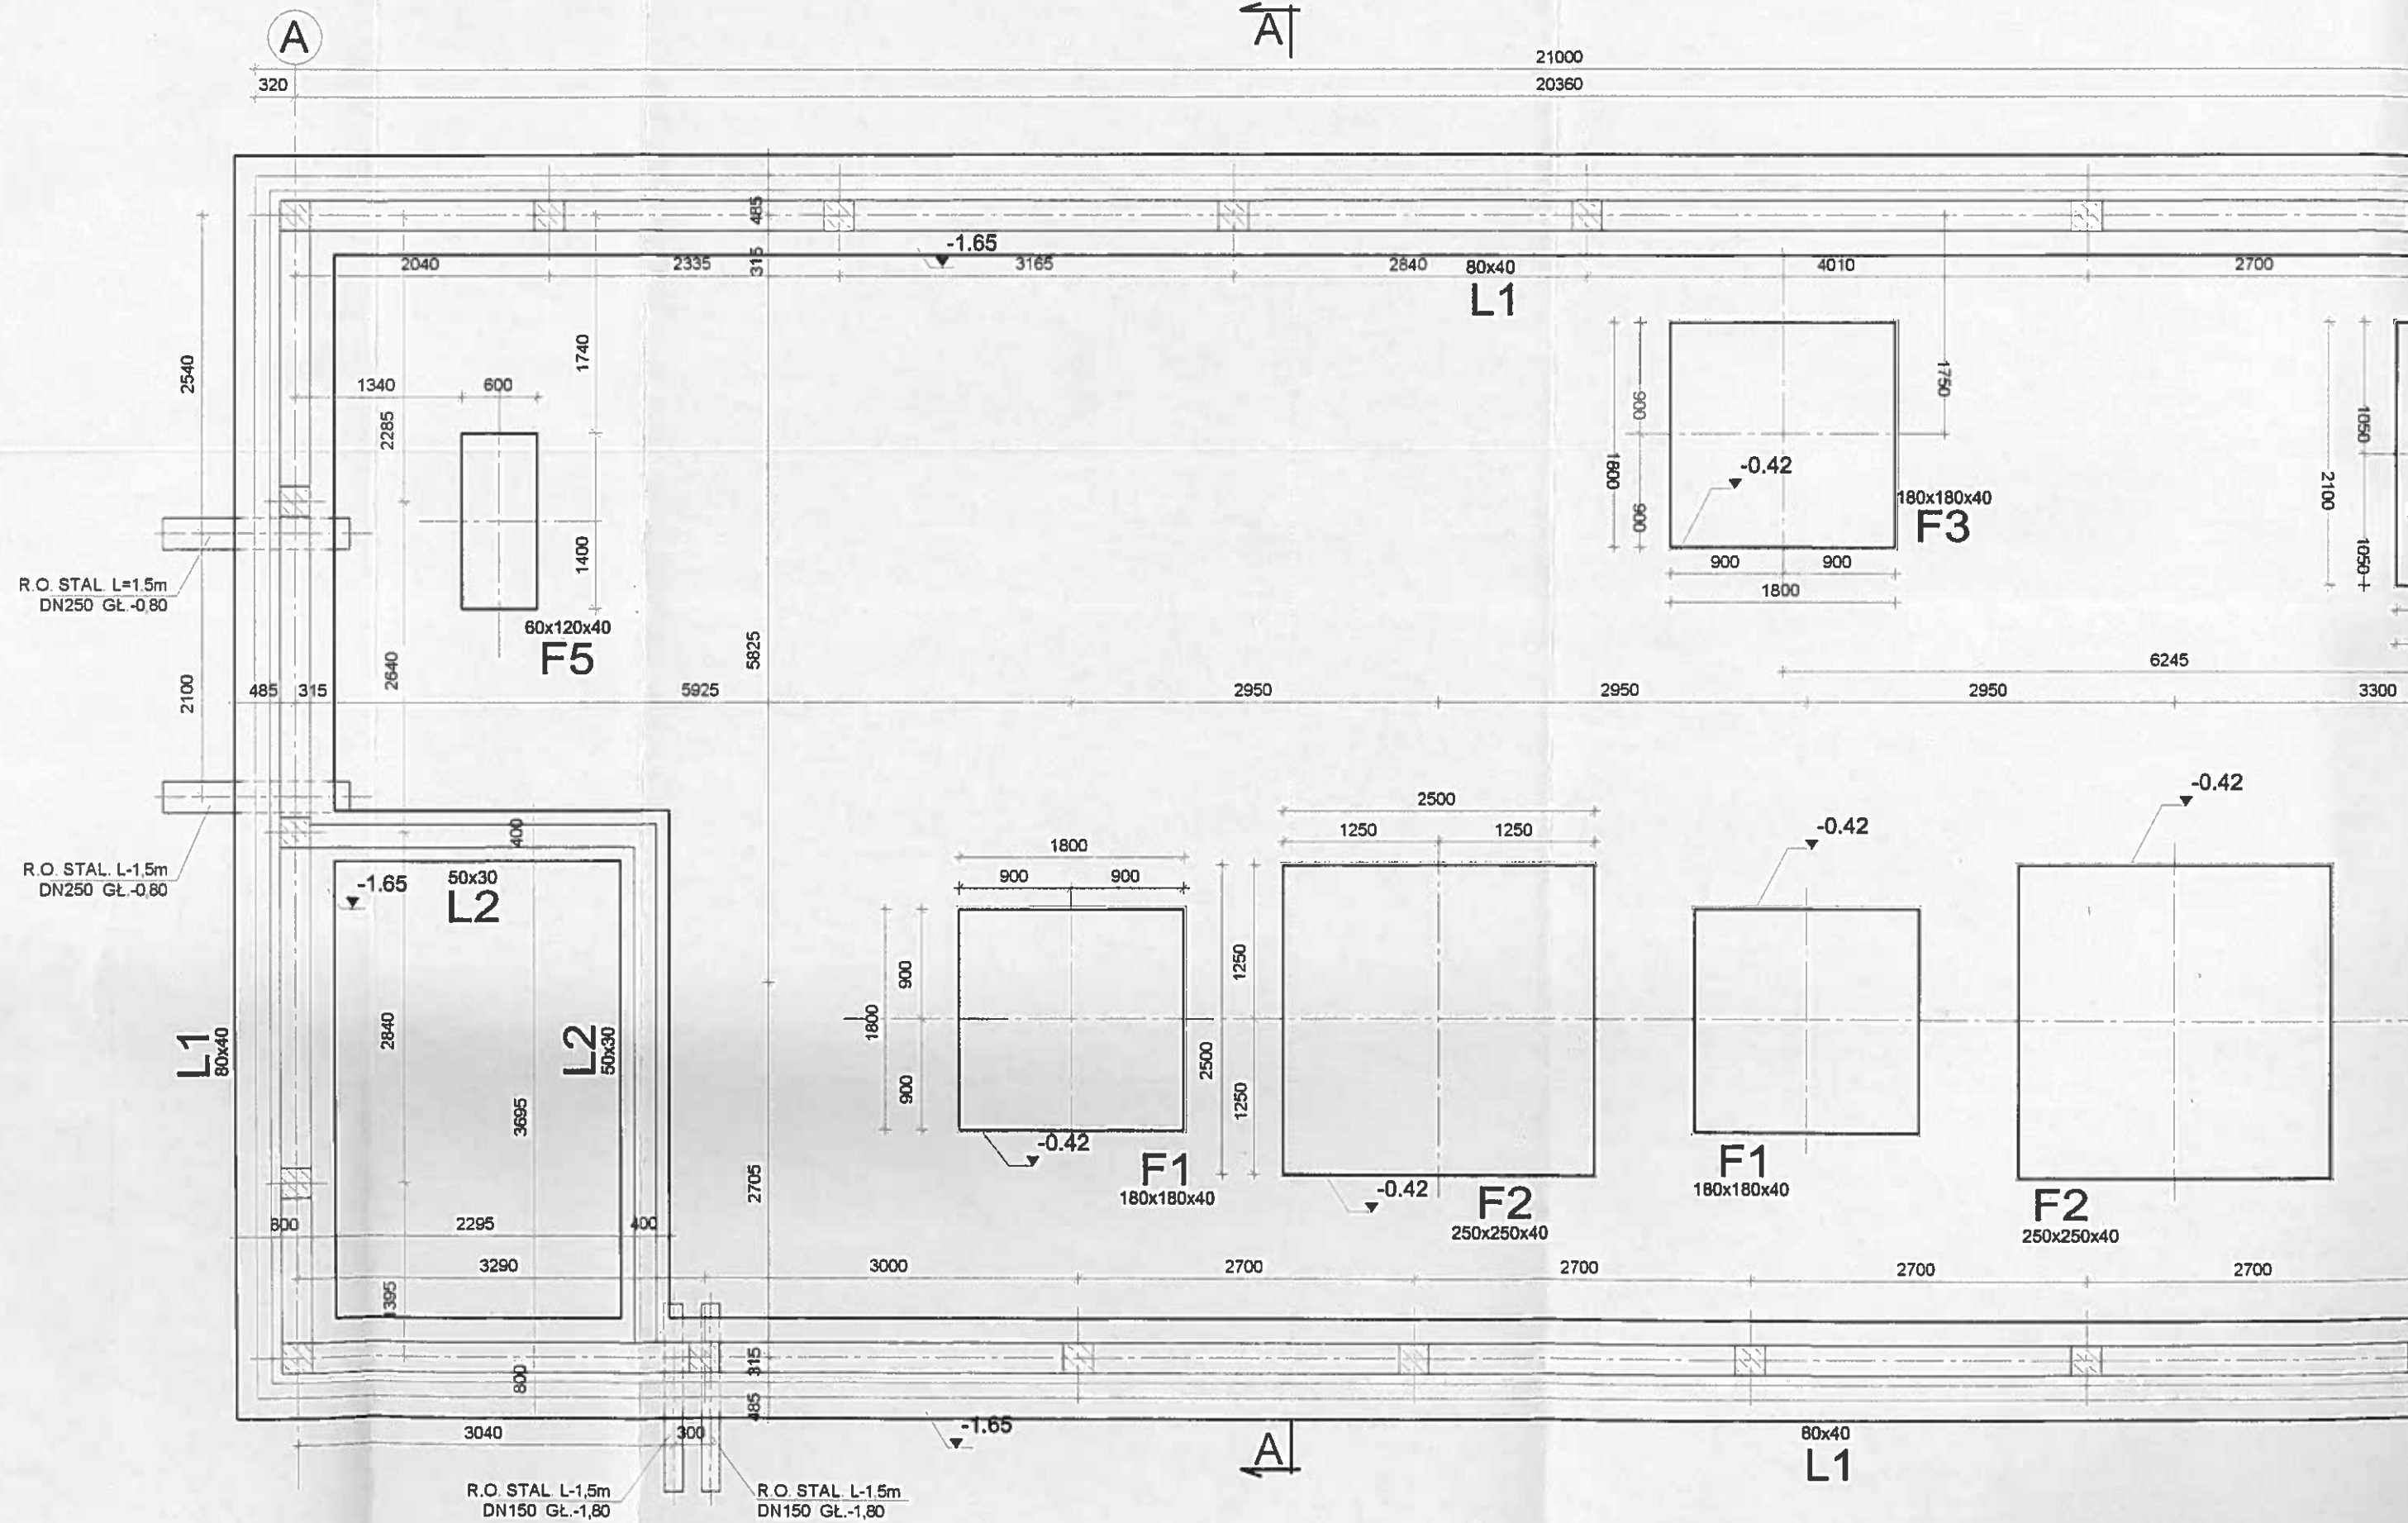 A
A
21000
320
20360
485
-1.65
2040
2335
315
3165
2840
80x40
4010
2700
L1
2540
1740
1340
600
2285
900
1750
1050
1800
-0.42
2100
180x180x40
F3
900
1400
900
900
1050
1800
R.O. STAL. L=1.5m
DN250 GŁ.-0,80
60x120x40
F5
5825
2640
6245
2100
485
315
5925
2950
2950
2950
3300
-0.42
2500
1250
1250
-0.42
400
1800
R.O. STAL. L-1,5m
DN250 GŁ.-0,80
-1.65
50x30
L2
900
900
900
1250
1800
2840
L2
50x30
L1
80x40
2500
900
1250
3695
-0.42
F1
180x180x40
-0.42
F2
250x250x40
F1
180x180x40
F2
250x250x40
2705
800
2295
400
3290
3000
2700
2700
2700
2700
1395
315
800
485
3040
300
-1.65
A
80x40
L1
R.O. STAL. L-1,5m
DN150 GŁ.-1,80
R.O. STAL. L-1.5m
DN150 GŁ.-1,80